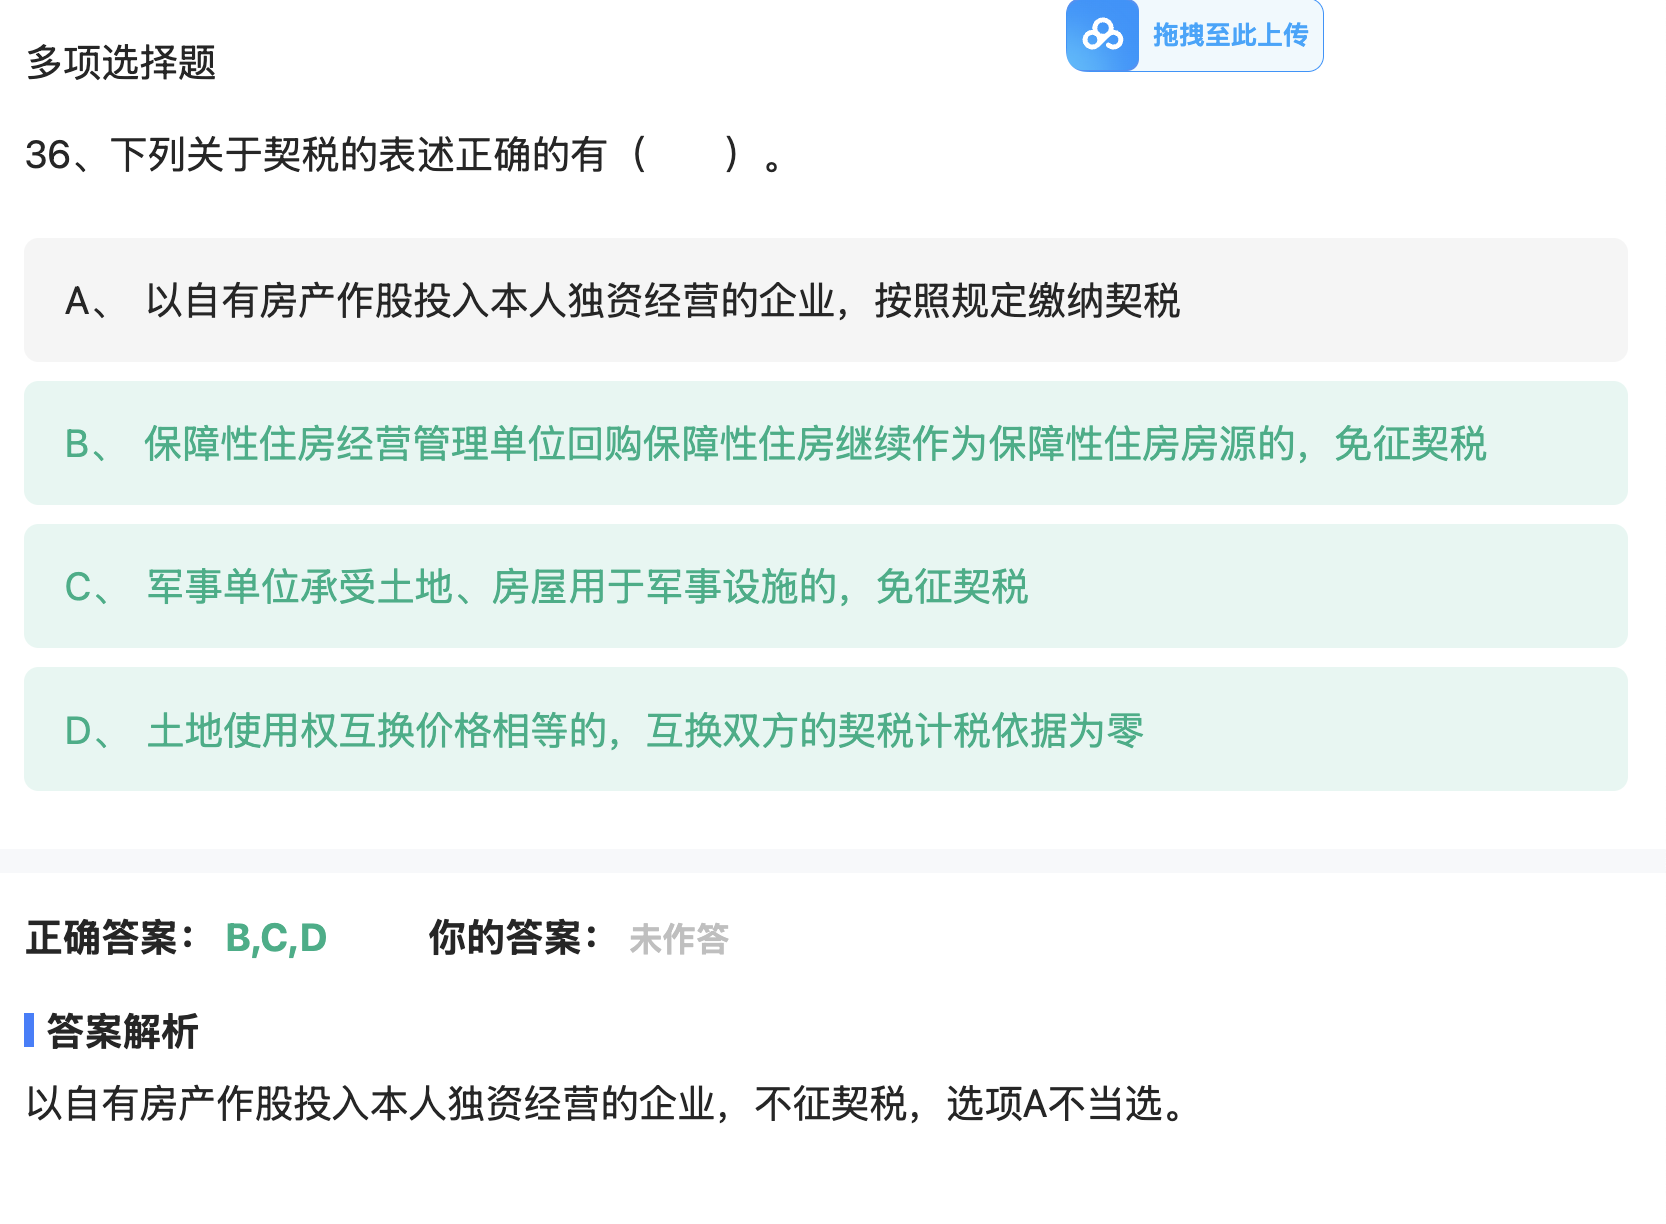 拖拽至此上传
多项选择题
36、下列关于契税的表述正确的有（　　）。
A、 以自有房产作股投入本人独资经营的企业，按照规定缴纳契税
B、 保障性住房经营管理单位回购保障性住房继续作为保障性住房房源的，免征契税
C、 军事单位承受土地、房屋用于军事设施的，免征契税
D、 土地使用权互换价格相等的，互换双方的契税计税依据为零
正确答案： B,C,D 你的答案： 未作答
答案解析
以自有房产作股投入本人独资经营的企业，不征契税，选项A不当选。